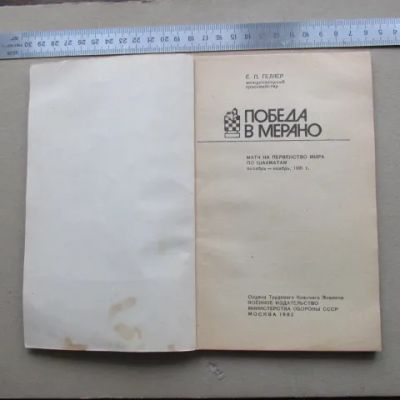 Е. П. ГЕЛЛЕР
международный
гроссмейстер
ПОБЕДА
В МЕРАНО
МАТЧ НА ПЕРВЕНСТВО МИРА
ПО ШАХМАТАМ
октябрь — ноябрь, 1981 г.
Ордена Трудового Красного Знамени
ВОЕННОЕ ИЗДАТЕЛЬСТВО
МИНИСТЕРСТВА ОБОРОНЫ СССР
МОСКВА 1982